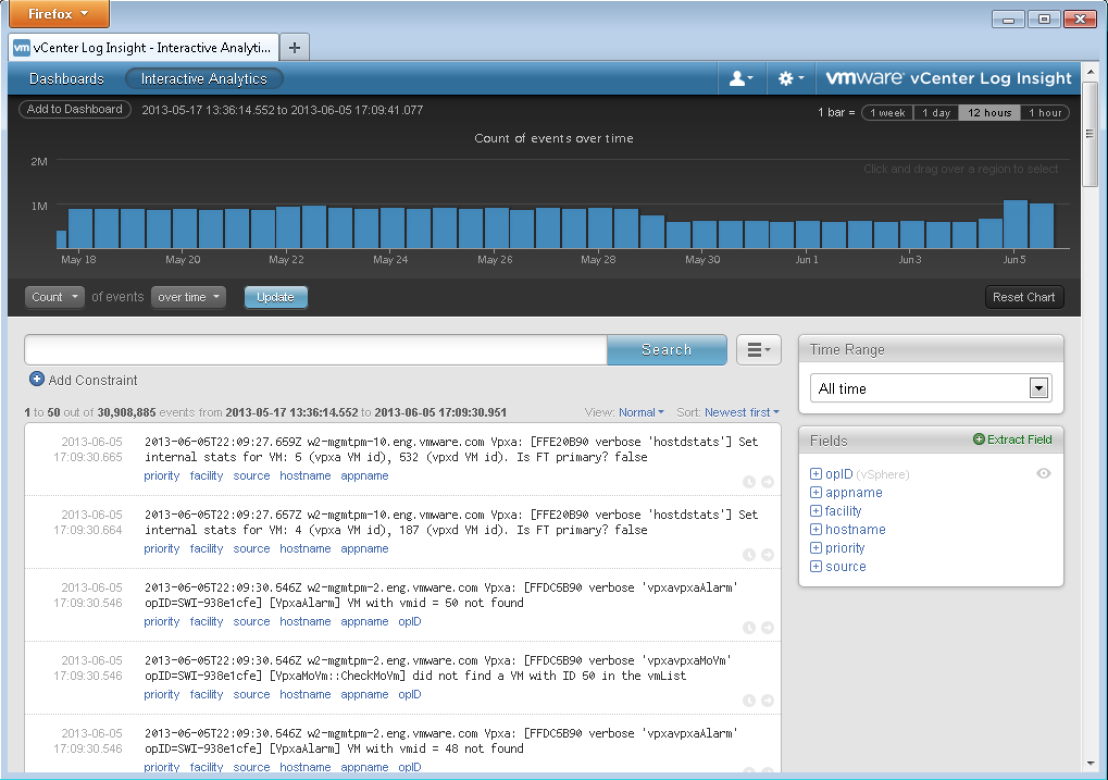 Firefox
vm vCenter Log Insight - Interactive Analyti...
Dashboards Interactive Analytics vmware vCenter Log Insight
Add to Dashboard 2013-05-17 13:36:14.552 to 2013-06-05 17:09:41.077 1 bar = 1 week 1 day 12 hours 1 hour
Count of events over time
2M
Click and drag over a region to select
1M
May 18 May 20 May 22 May 24 May 26 May 28 May 30 Jun 1 Jun 3 Jun 5
Count of events over time Update Reset Chart
Search
Add Constraint
1 to 50 out of 30,908,885 events from 2013-05-17 13:36:14.552 to 2013-06-05 17:09:30.951 View: Normal Sort: Newest first
2013-06-05 2013-06-05T22:09:27.659Z w2-mgmtpm-10.eng.vmware.com Vpxa: [FFE20B90 verbose 'hostdstats'] Set
17:09:30.665 internal stats for VM: 5 (vpxa VM id), 532 (vpxd VM id). Is FT primary? false
priority facility source hostname appname
2013-06-05 2013-06-05T22:09:27.657Z w2-mgmtpm-10.eng.vmware.com Vpxa: [FFE20B90 verbose 'hostdstats'] Set
17:09:30.664 internal stats for VM: 4 (vpxa VM id), 187 (vpxd VM id). Is FT primary? false
priority facility source hostname appname
2013-06-05 2013-06-05T22:09:30.546Z w2-mgmtpm-2.eng.vmware.com Vpxa: [FFDC5B90 verbose 'vpxavpxaAlarm'
17:09:30.546 opID=SWI-938e1cfe] [VpxaAlarm] VM with vmid = 50 not found
priority facility source hostname appname opID
2013-06-05 2013-06-05T22:09:30.546Z w2-mgmtpm-2.eng.vmware.com Vpxa: [FFDC5B90 verbose 'vpxavpxaMoVm'
17:09:30.546 opID=SWI-938e1cfe] [VpxaMoVm::CheckMoVm] did not find a VM with ID 50 in the vmList
priority facility source hostname appname opID
2013-06-05 2013-06-05T22:09:30.546Z w2-mgmtpm-2.eng.vmware.com Vpxa: [FFDC5B90 verbose 'vpxavpxaAlarm'
17:09:30.546 opID=SWI-938e1cfe] [VpxaAlarm] VM with vmid = 48 not found
priority facility source hostname appname opID
Time Range
All time
Fields Extract Field
opID (vSphere)
appname
facility
hostname
priority
source